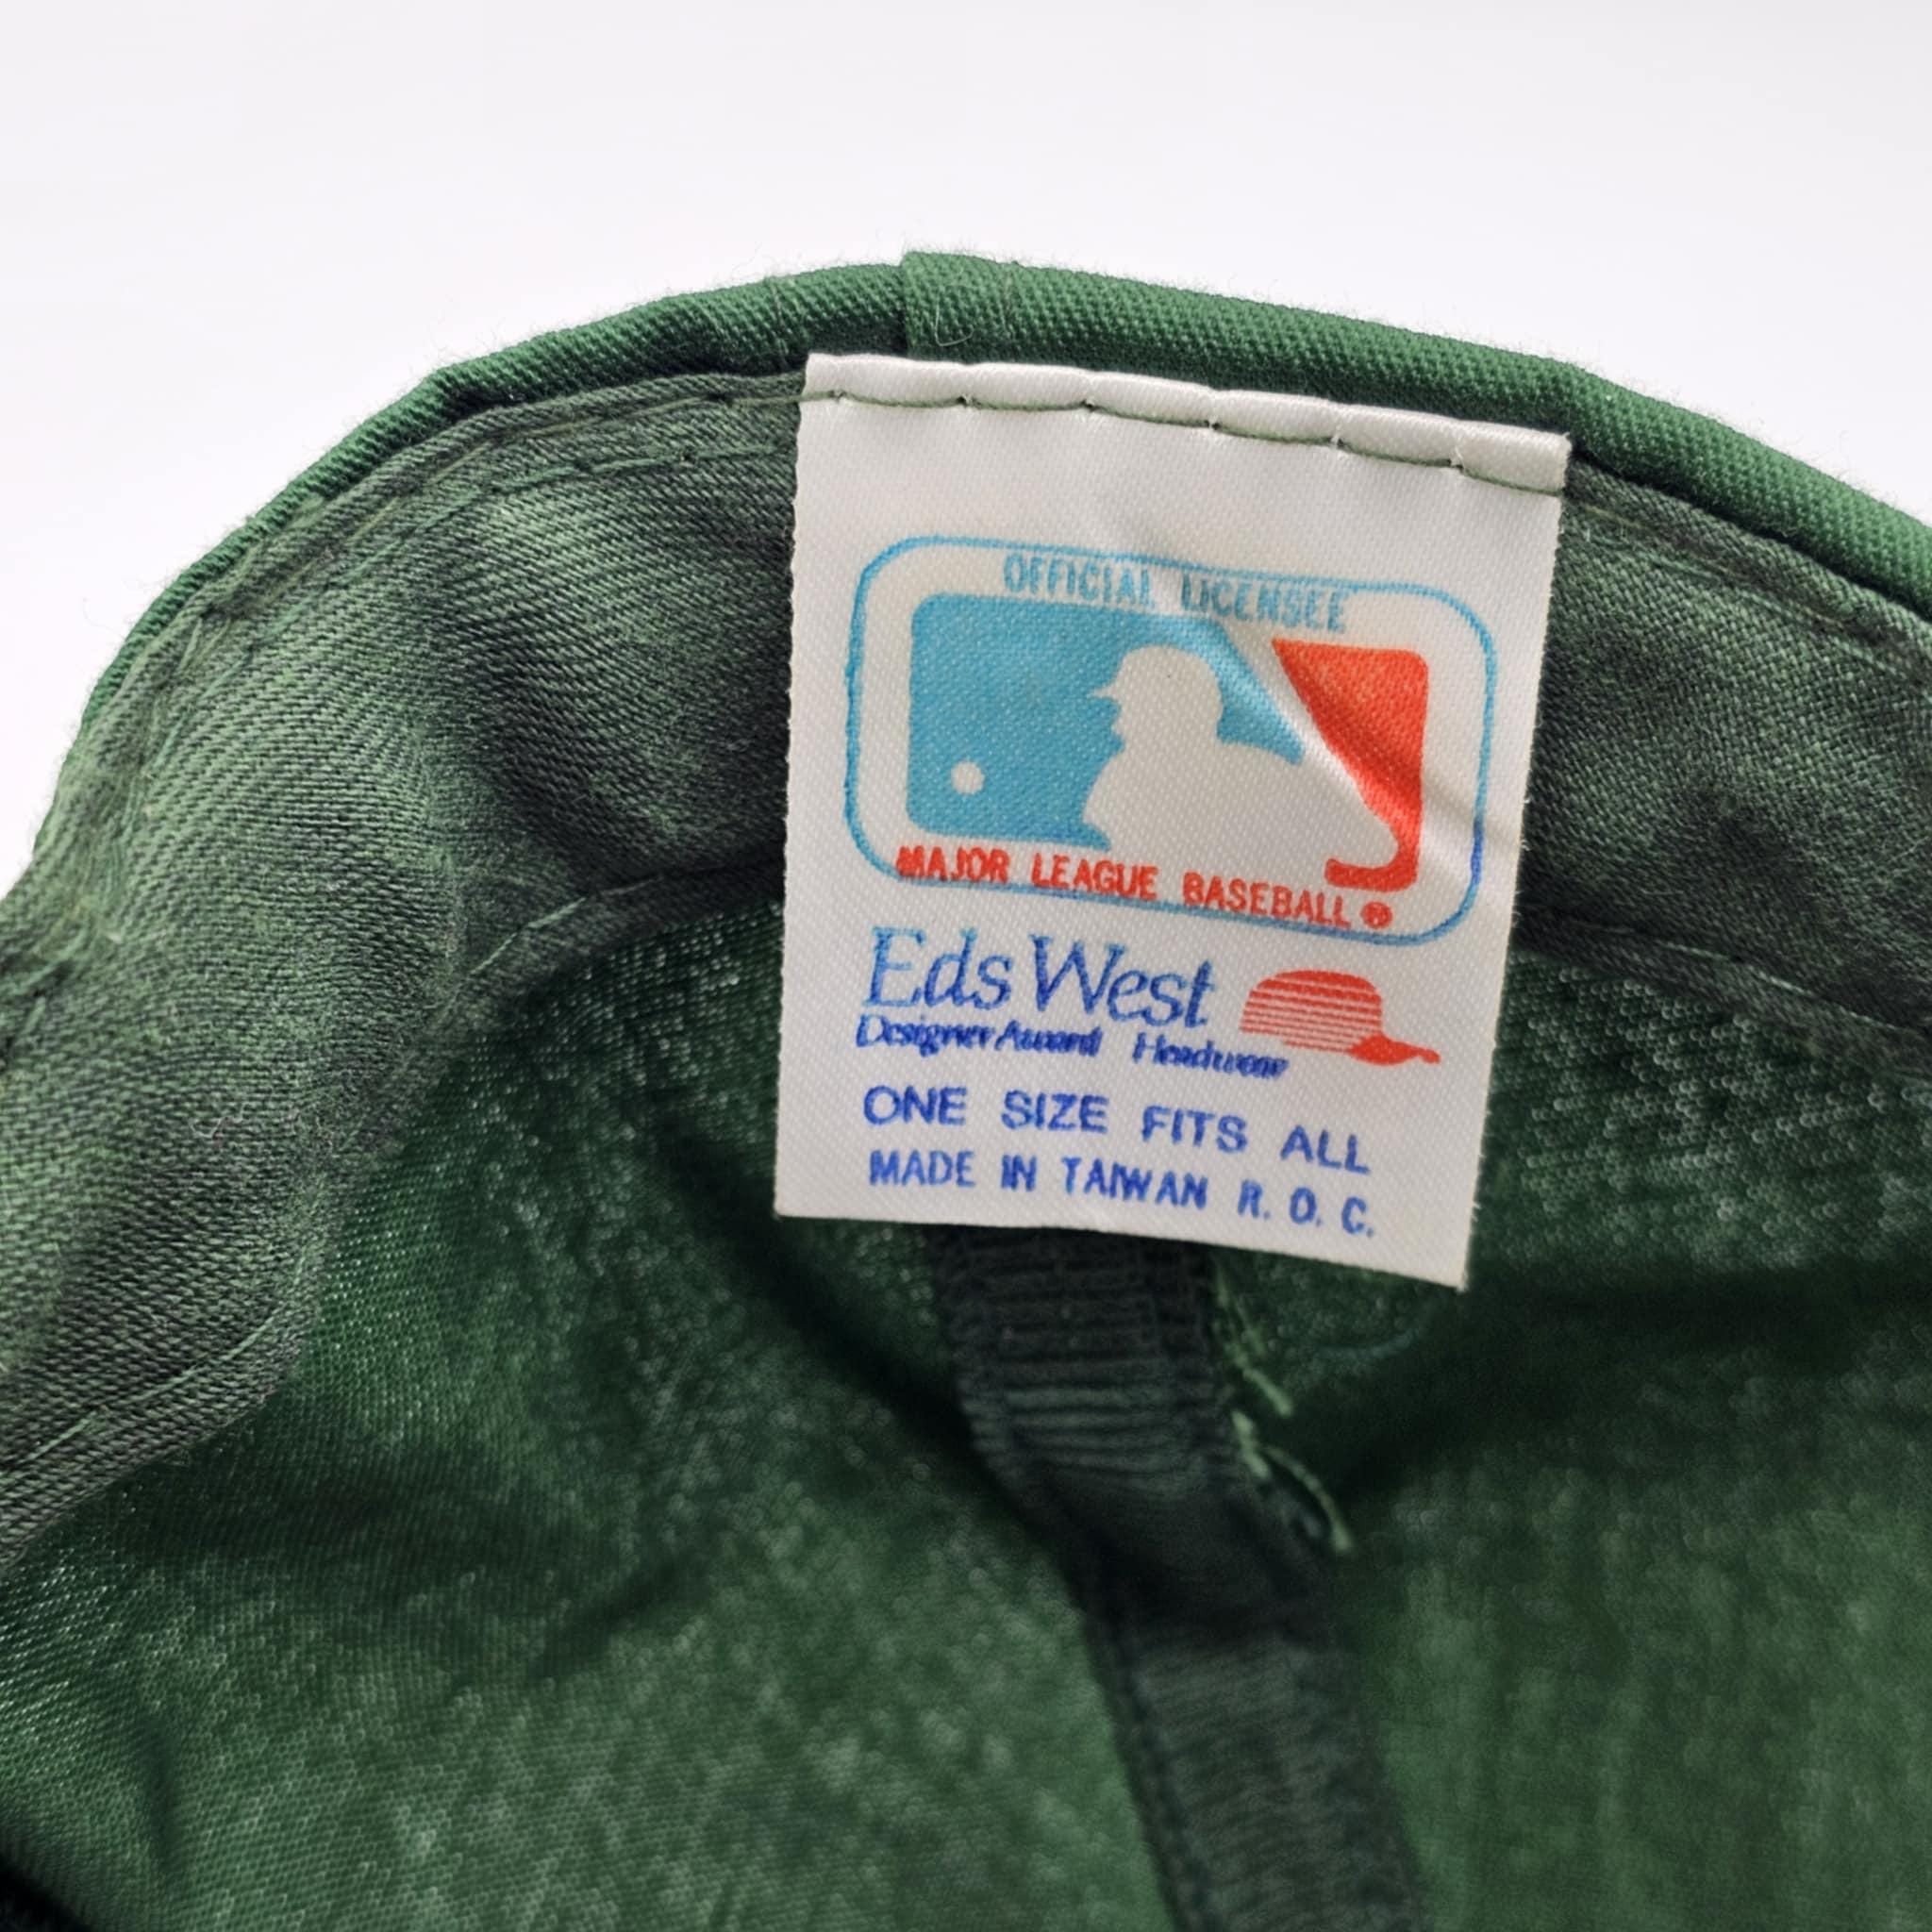 OFFICIAL LICENSEE
MAJOR LEAGUE BASEBALL ®
Eds West
Designer Award Headwear
ONE SIZE FITS ALL
MADE IN TAIWAN R. O. C.